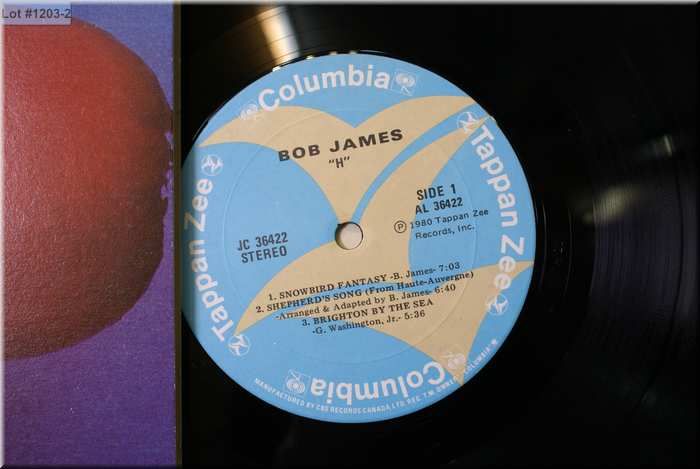 Lot #1203-2
Columbia
BOB JAMES
"H"
Tappan Zee
Tappan Zee
JC 36422
STEREO
SIDE 1
AL 36422
Ⓟ 1980 Tappan Zee
Records, Inc.
1. SNOWBIRD FANTASY -B. James- 7:03
2. SHEPHERD'S SONG (From Haute-Auvergne)
-Arranged & Adapted by B. James- 6:40
3. BRIGHTON BY THE SEA
-G. Washington, Jr.- 5:36
Columbia
MANUFACTURED BY CBS RECORDS CANADA LTD. REG. T'M. OWNER